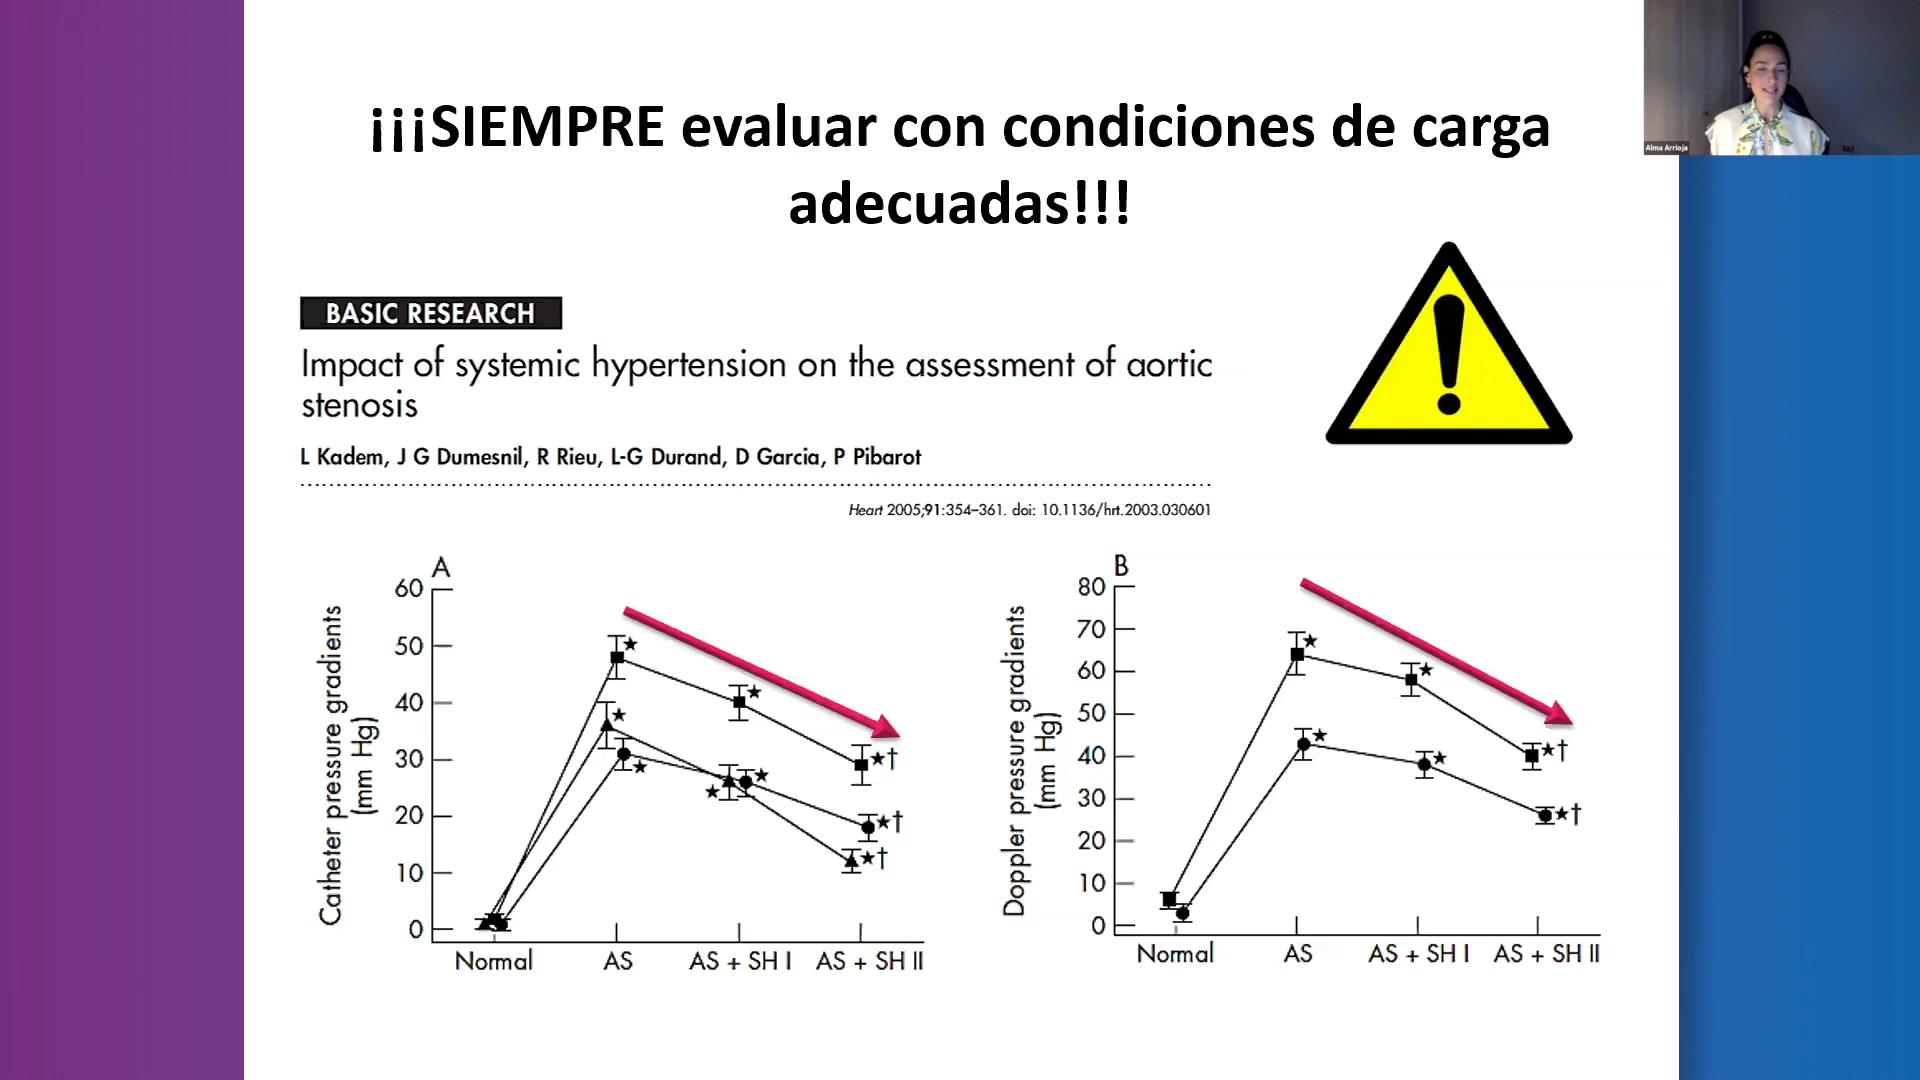 ¡¡¡SIEMPRE evaluar con condiciones de carga
adecuadas!!!
Alma Arrioja
BASIC RESEARCH
Impact of systemic hypertension on the assessment of aortic
stenosis
L Kadem, J G Dumesnil, R Rieu, L-G Durand, D Garcia, P Pibarot
Heart 2005;91:354–361. doi: 10.1136/hrt.2003.030601
A
Catheter pressure gradients
(mm Hg)
60
50
40
30
20
10
0
★
★
★
★
★
★†
★†
★†
Normal
AS
AS + SH I
AS + SH II
B
Doppler pressure gradients
(mm Hg)
80
70
60
50
40
30
20
10
0
★
★
★
★
★†
★†
Normal
AS
AS + SH I
AS + SH II